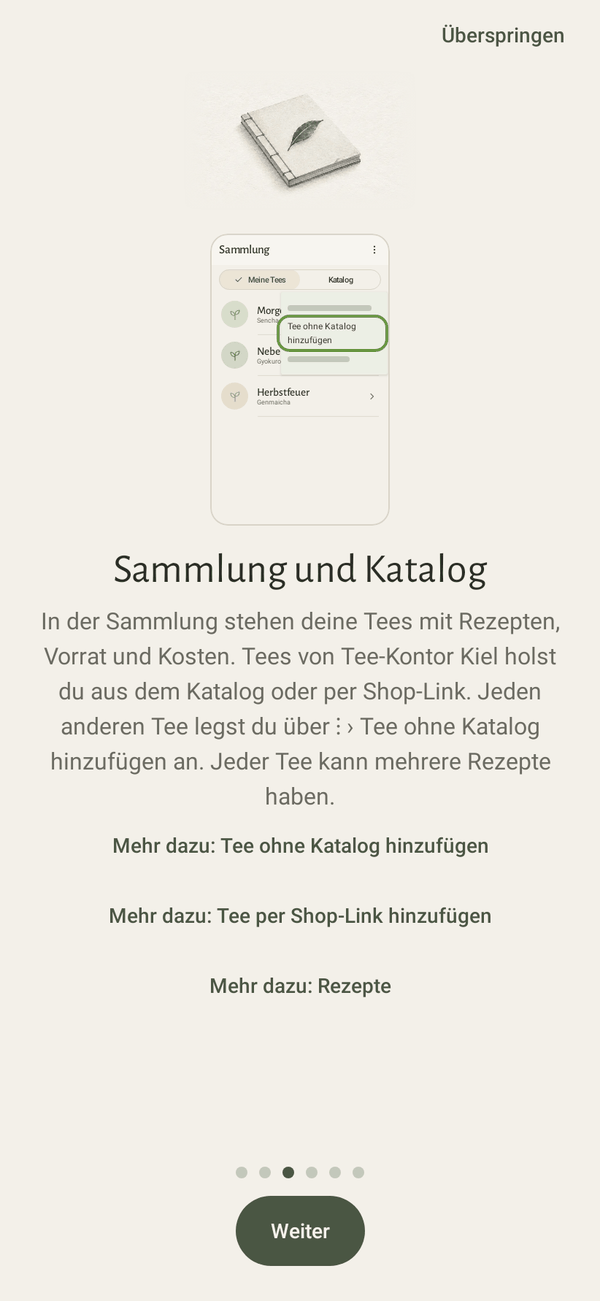 Überspringen
Sammlung
Meine Tees
Katalog
Tee ohne Katalog
hinzufügen
Herbstfeuer
Genmaicha
Sammlung und Katalog
In der Sammlung stehen deine Tees mit Rezepten,
Vorrat und Kosten. Tees von Tee-Kontor Kiel holst
du aus dem Katalog oder per Shop-Link. Jeden
anderen Tee legst du über ⋮ › Tee ohne Katalog
hinzufügen an. Jeder Tee kann mehrere Rezepte
haben.
Mehr dazu: Tee ohne Katalog hinzufügen
Mehr dazu: Tee per Shop-Link hinzufügen
Mehr dazu: Rezepte
Weiter